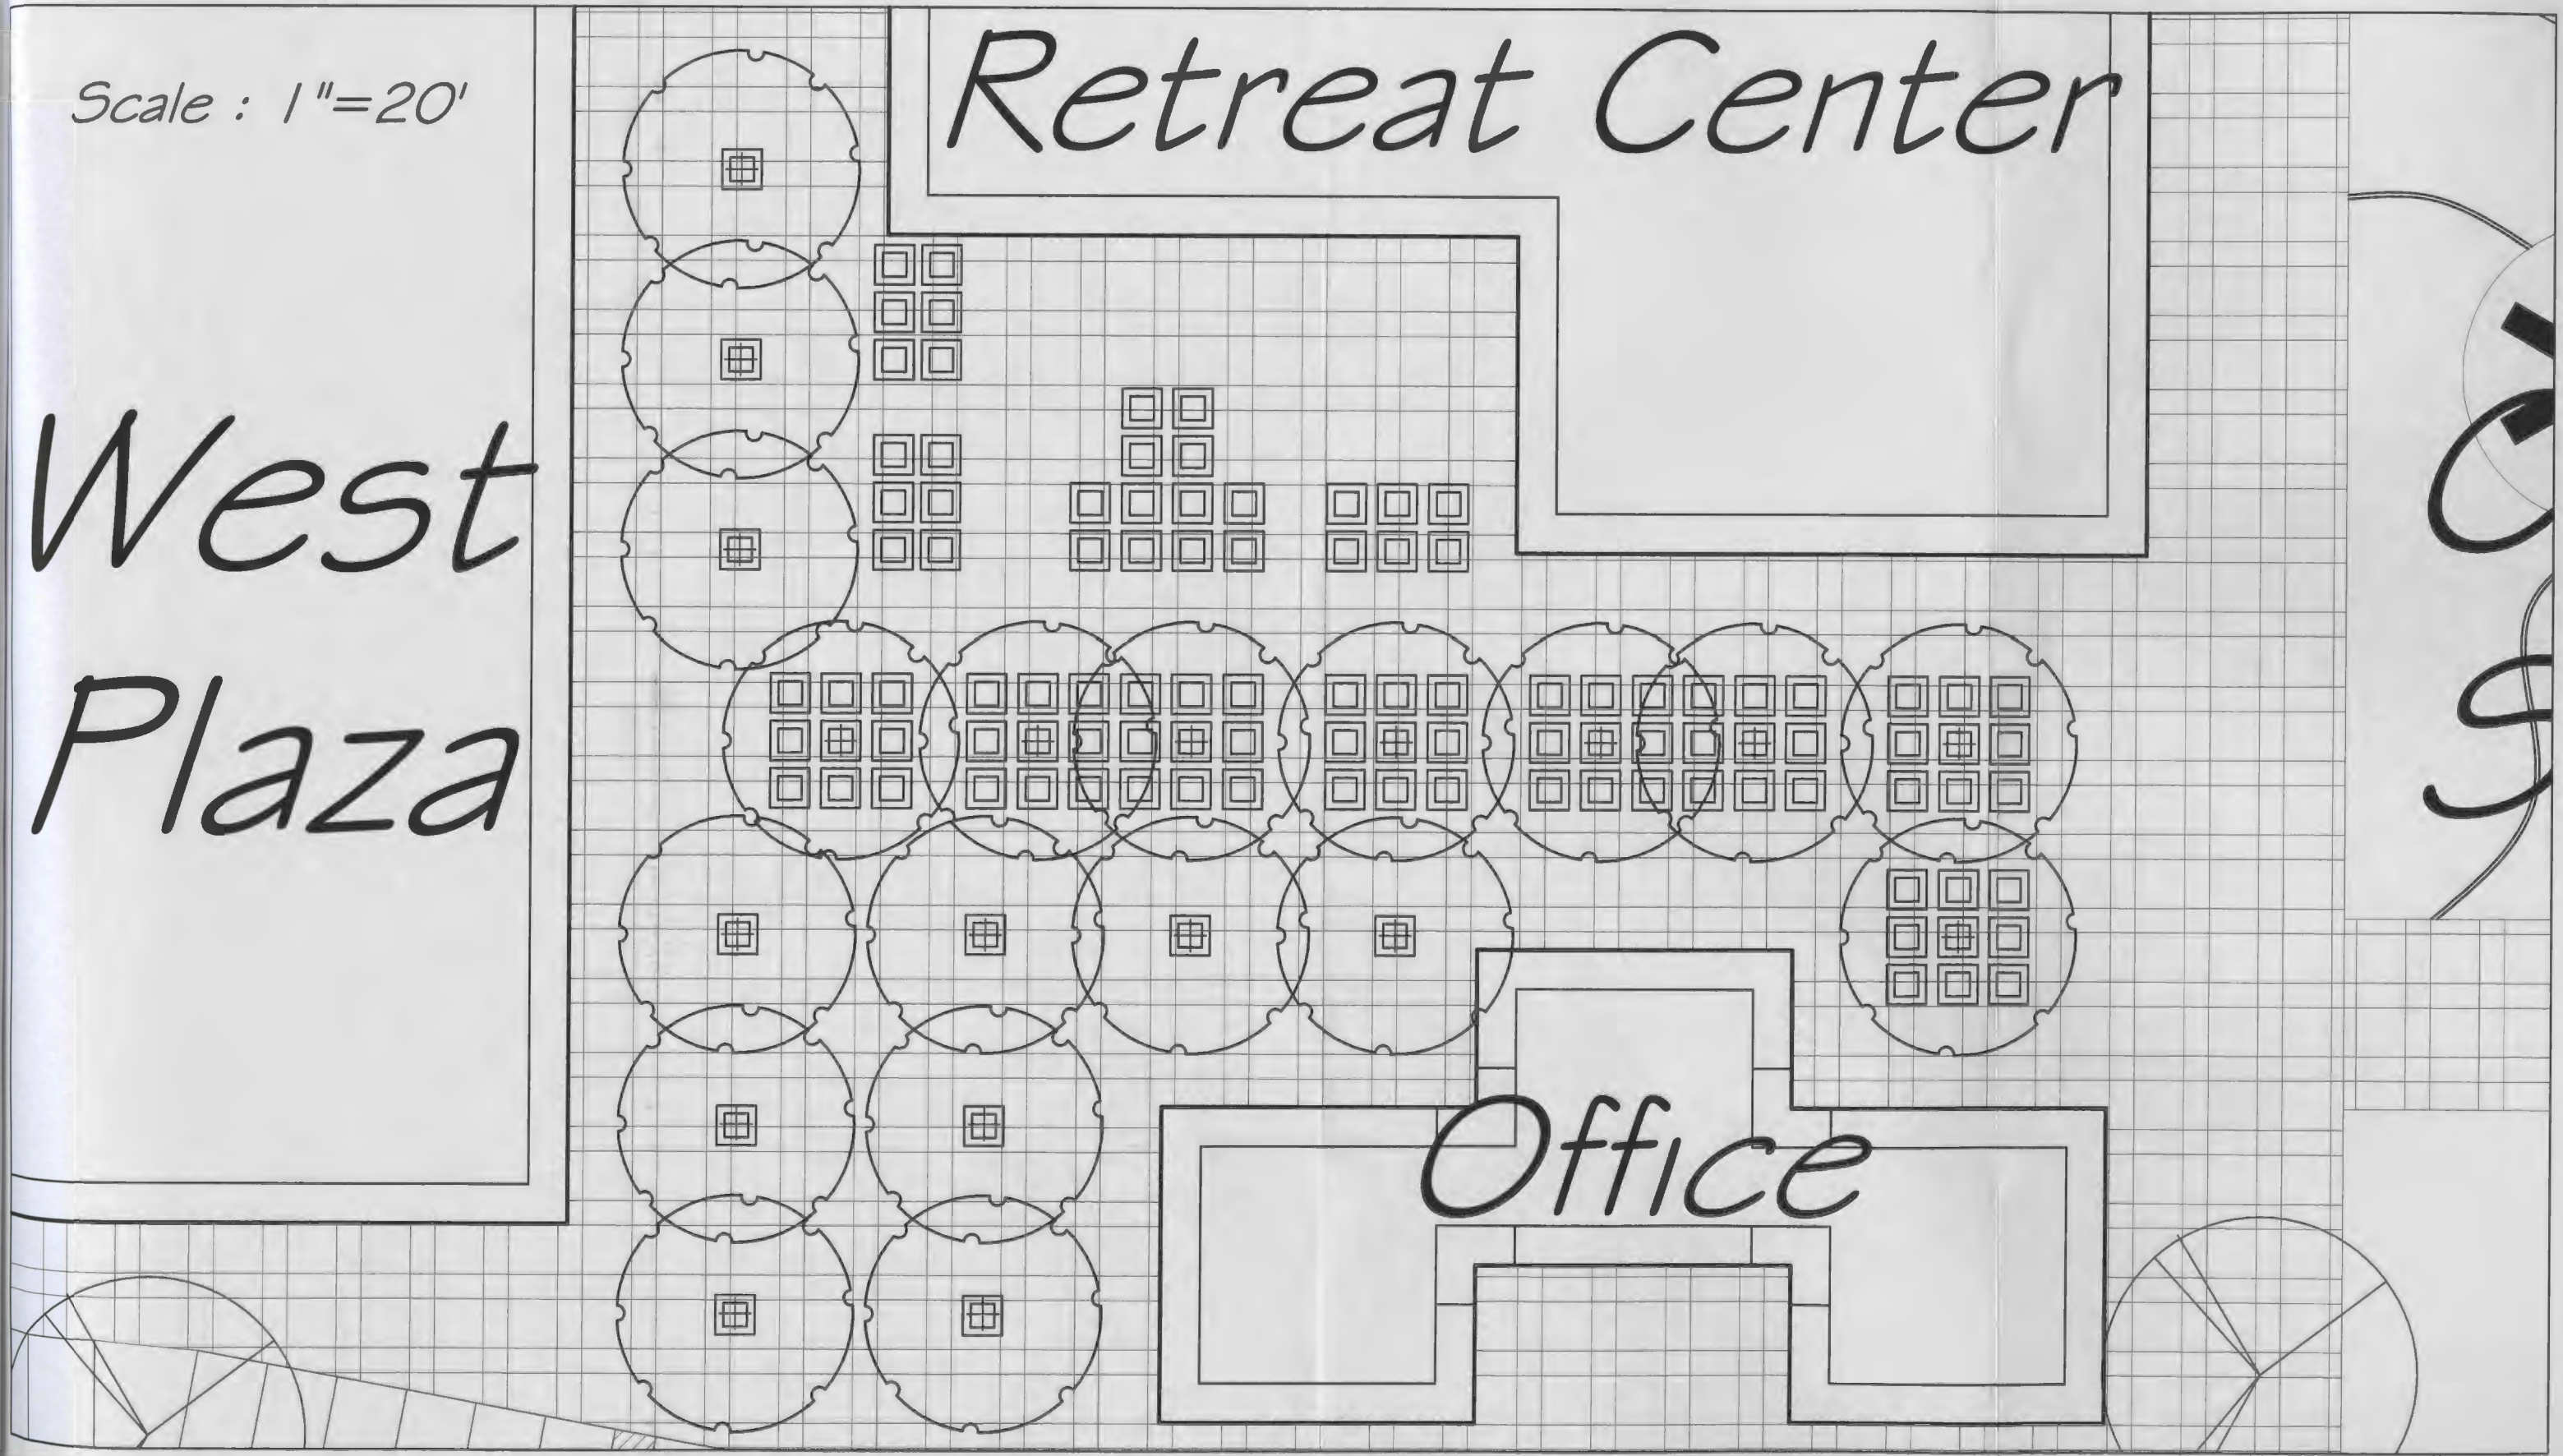 Retreat Center
Scale : 1"=20'
West
Plaza
Office